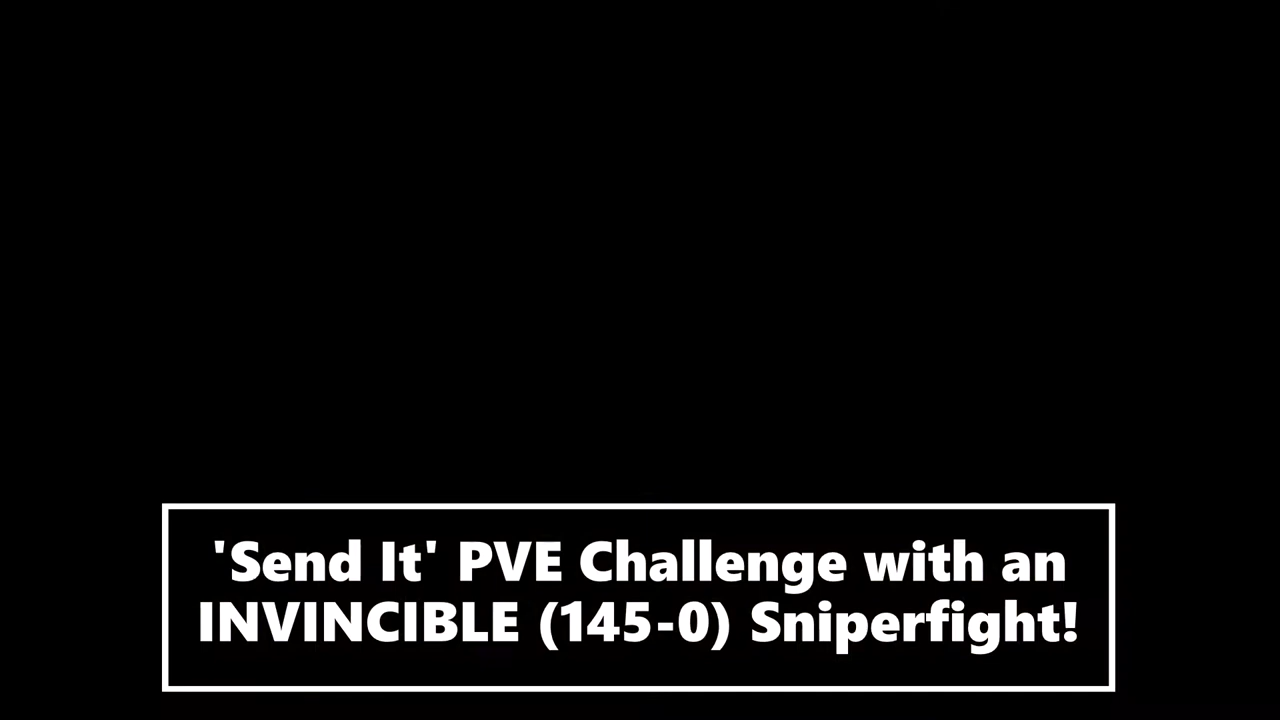 'Send It' PVE Challenge with an
INVINCIBLE (145-0) Sniperfight!